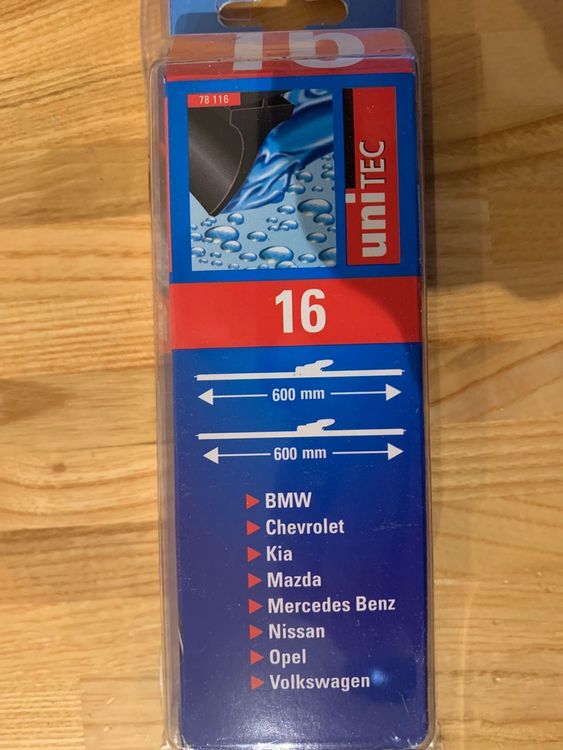 16
78 116
uniTEC
16
600 mm
600 mm
BMW
Chevrolet
Kia
Mazda
Mercedes Benz
Nissan
Opel
Volkswagen